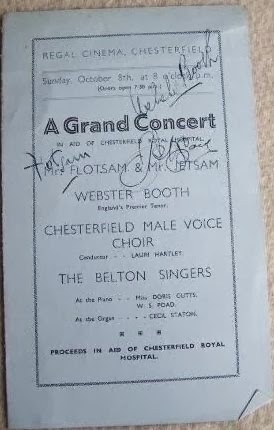 REGAL CINEMA, CHESTERFIELD
Sunday, October 8th, at 8 o'clock p.m.
(Doors open 7-30 p.m.)
Webster Booth
A Grand Concert
IN AID OF CHESTERFIELD ROYAL HOSPITAL.
Flotsam
Mr. FLOTSAM & Mr. JETSAM
WEBSTER BOOTH
England's Premier Tenor.
CHESTERFIELD MALE VOICE
CHOIR
Conductor - - LAURI HARTLEY.
THE BELTON SINGERS
At the Piano - - Miss DORIS CUTTS,
W. S. POAD.
At the Organ - - - CECIL STATON.
PROCEEDS IN AID OF CHESTERFIELD ROYAL
HOSPITAL.